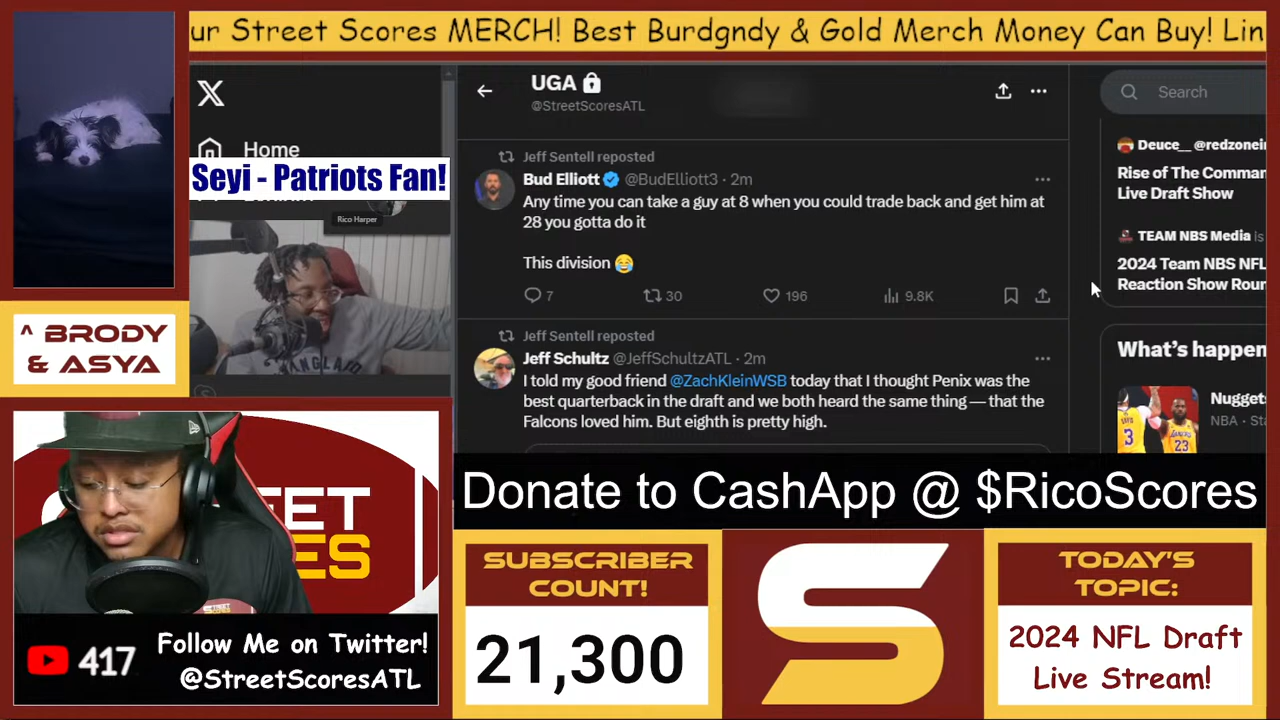 ur Street Scores MERCH! Best Burdgndy & Gold Merch Money Can Buy! Lin
UGA
@StreetScoresATL
Search
Home
Seyi - Patriots Fan!
Rico Harper
Jeff Sentell reposted
Bud Elliott @BudElliott3 · 2m
Any time you can take a guy at 8 when you could trade back and get him at
28 you gotta do it
This division 😂
7 30 196 9.8K
Jeff Sentell reposted
Jeff Schultz @JeffSchultzATL · 2m
I told my good friend @ZachKleinWSB today that I thought Penix was the
best quarterback in the draft and we both heard the same thing — that the
Falcons loved him. But eighth is pretty high.
Deuce__ @redzonein
Rise of The Comman
Live Draft Show
TEAM NBS Media is
2024 Team NBS NFL
Reaction Show Roun
What's happen
Nuggets
NBA · Sta
^ BRODY
& ASYA
Donate to CashApp @ $RicoScores
SUBSCRIBER
COUNT!
21,300
TODAY'S
TOPIC:
2024 NFL Draft
Live Stream!
417
Follow Me on Twitter!
@StreetScoresATL